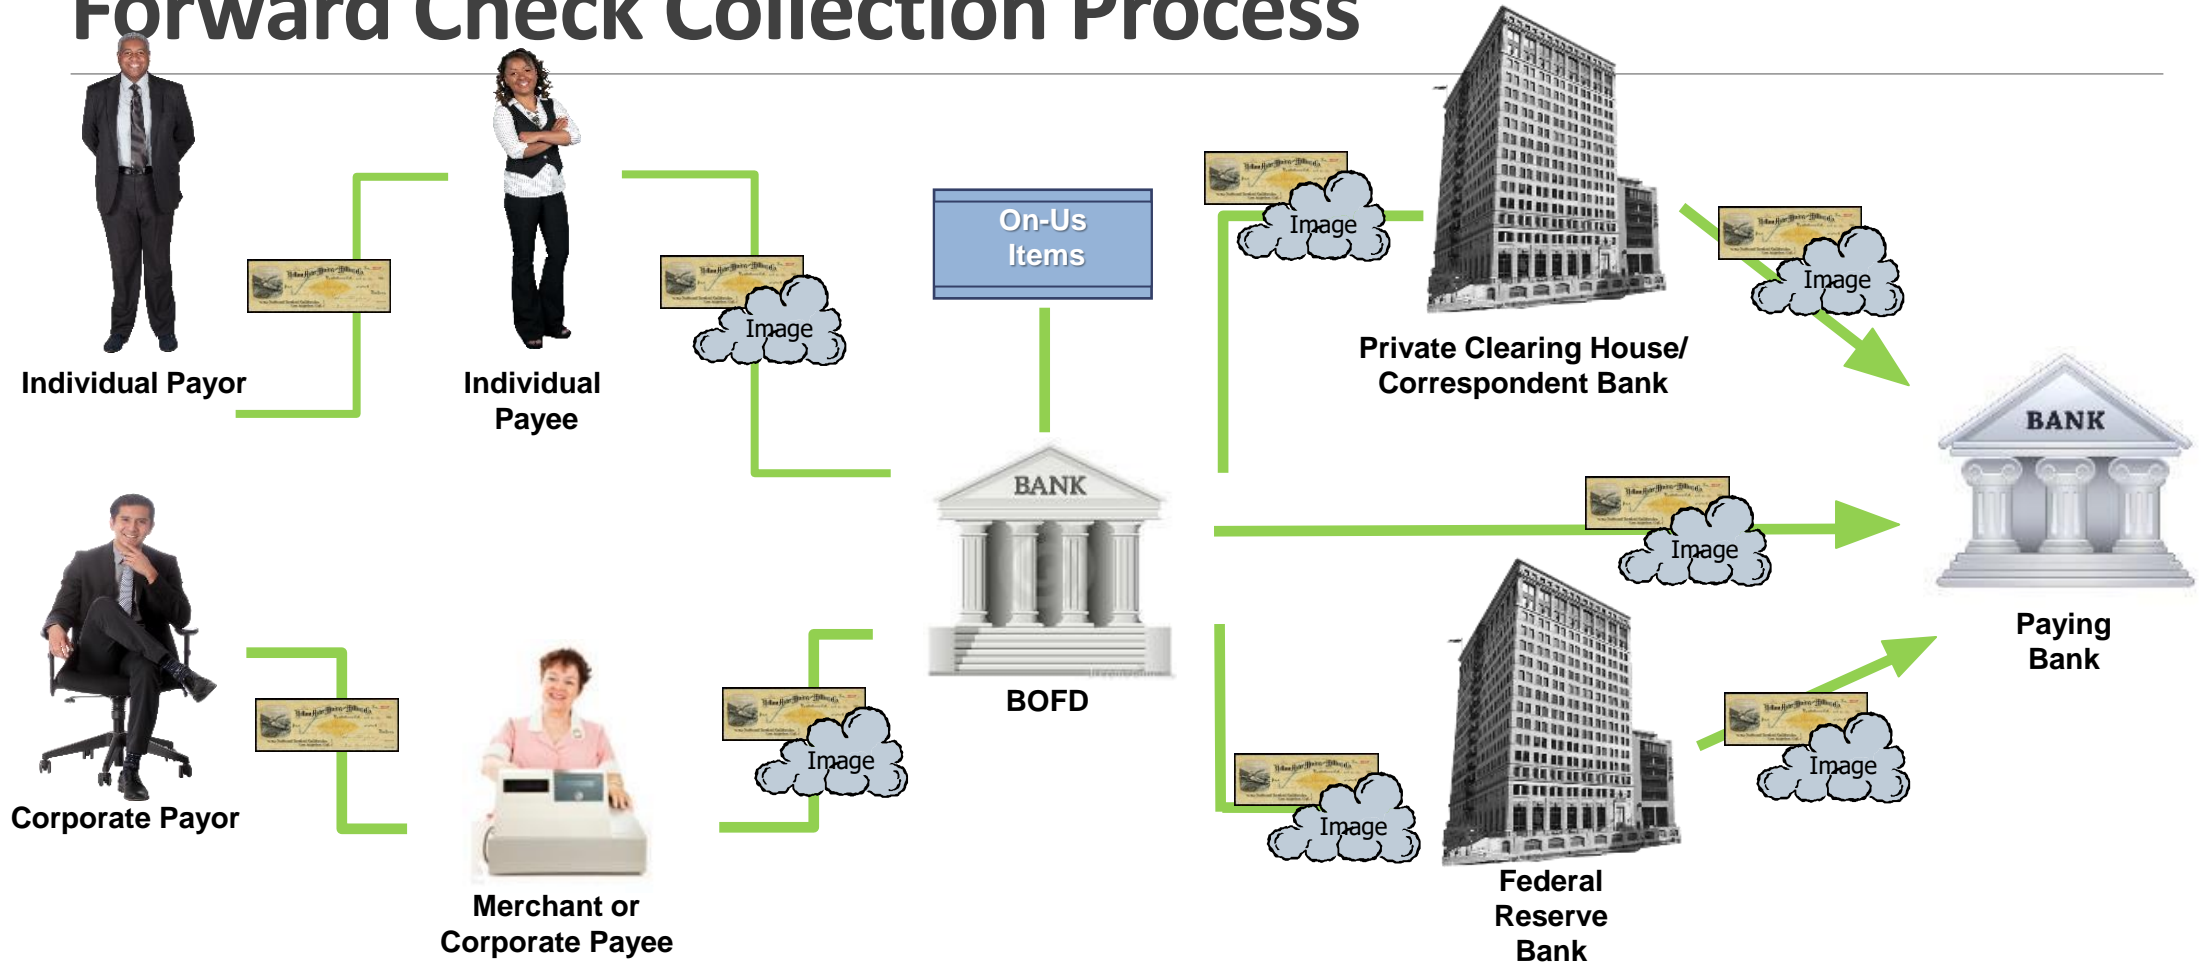 Forward Check Collection Process
On-Us
Items
Image
Image
Image
Individual Payor
Individual
Payee
Private Clearing House/
Correspondent Bank
BANK
BANK
Image
BOFD
Paying
Bank
Corporate Payor
Image
Image
Image
Merchant or
Corporate Payee
Federal
Reserve
Bank